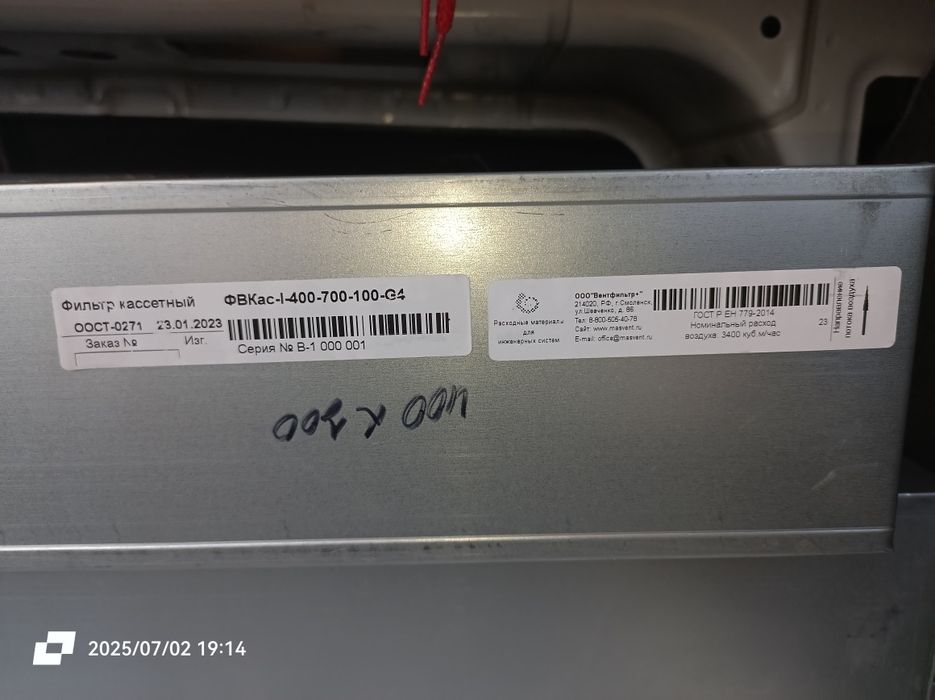 Фильтр кассетный ФВКас-I-400-700-100-G4
ООСТ-0271 23.01.2023
Заказ № Изг.
Серия № В-1 000 001
Расходные материалы
для
инженерных систем
ООО"Вентфильтр+"
214020, РФ, г.Смоленск,
ул.Шевченко, д. 86
Тел: 8-800-505-40-78
Сайт: www.masvent.ru
E-mail: office@masvent.ru
ГОСТ Р ЕН 779-2014
Номинальный расход
воздуха: 3400 куб.м/час
23
Направление
потока воздуха
2025/07/02 19:14